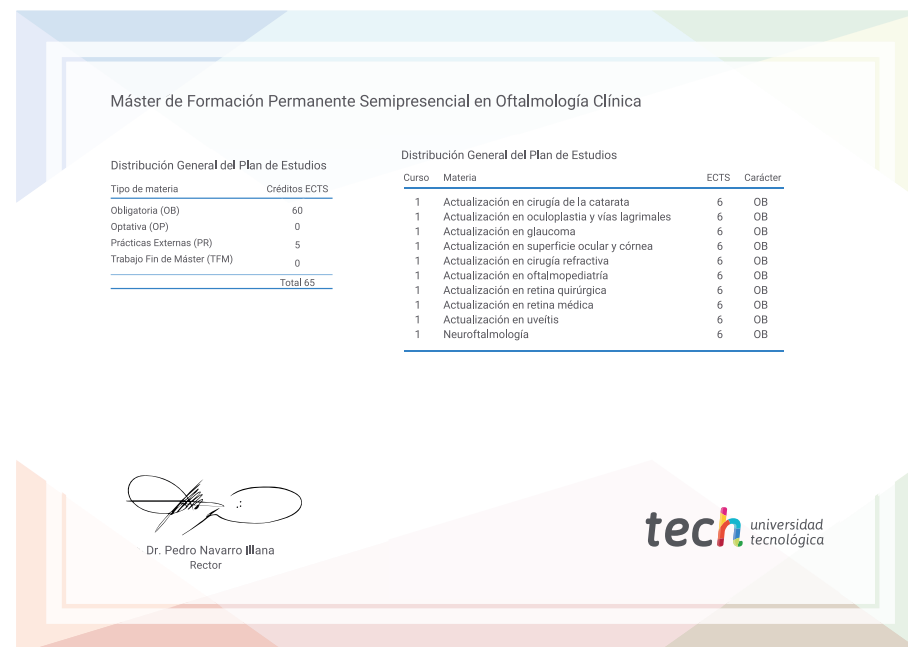 Máster de Formación Permanente Semipresencial en Oftalmología Clínica
Distribución General del Plan de Estudios
Tipo de materia Créditos ECTS
Obligatoria (OB) 60
Optativa (OP) 0
Prácticas Externas (PR) 5
Trabajo Fin de Máster (TFM) 0
Total 65
Distribución General del Plan de Estudios
Curso Materia ECTS Carácter
1 Actualización en cirugía de la catarata 6 OB
1 Actualización en oculoplastia y vías lagrimales 6 OB
1 Actualización en glaucoma 6 OB
1 Actualización en superficie ocular y córnea 6 OB
1 Actualización en cirugía refractiva 6 OB
1 Actualización en oftalmopediatría 6 OB
1 Actualización en retina quirúrgica 6 OB
1 Actualización en retina médica 6 OB
1 Actualización en uveítis 6 OB
1 Neuroftalmología 6 OB
Dr. Pedro Navarro Illana
Rector
tech universidad
tecnológica